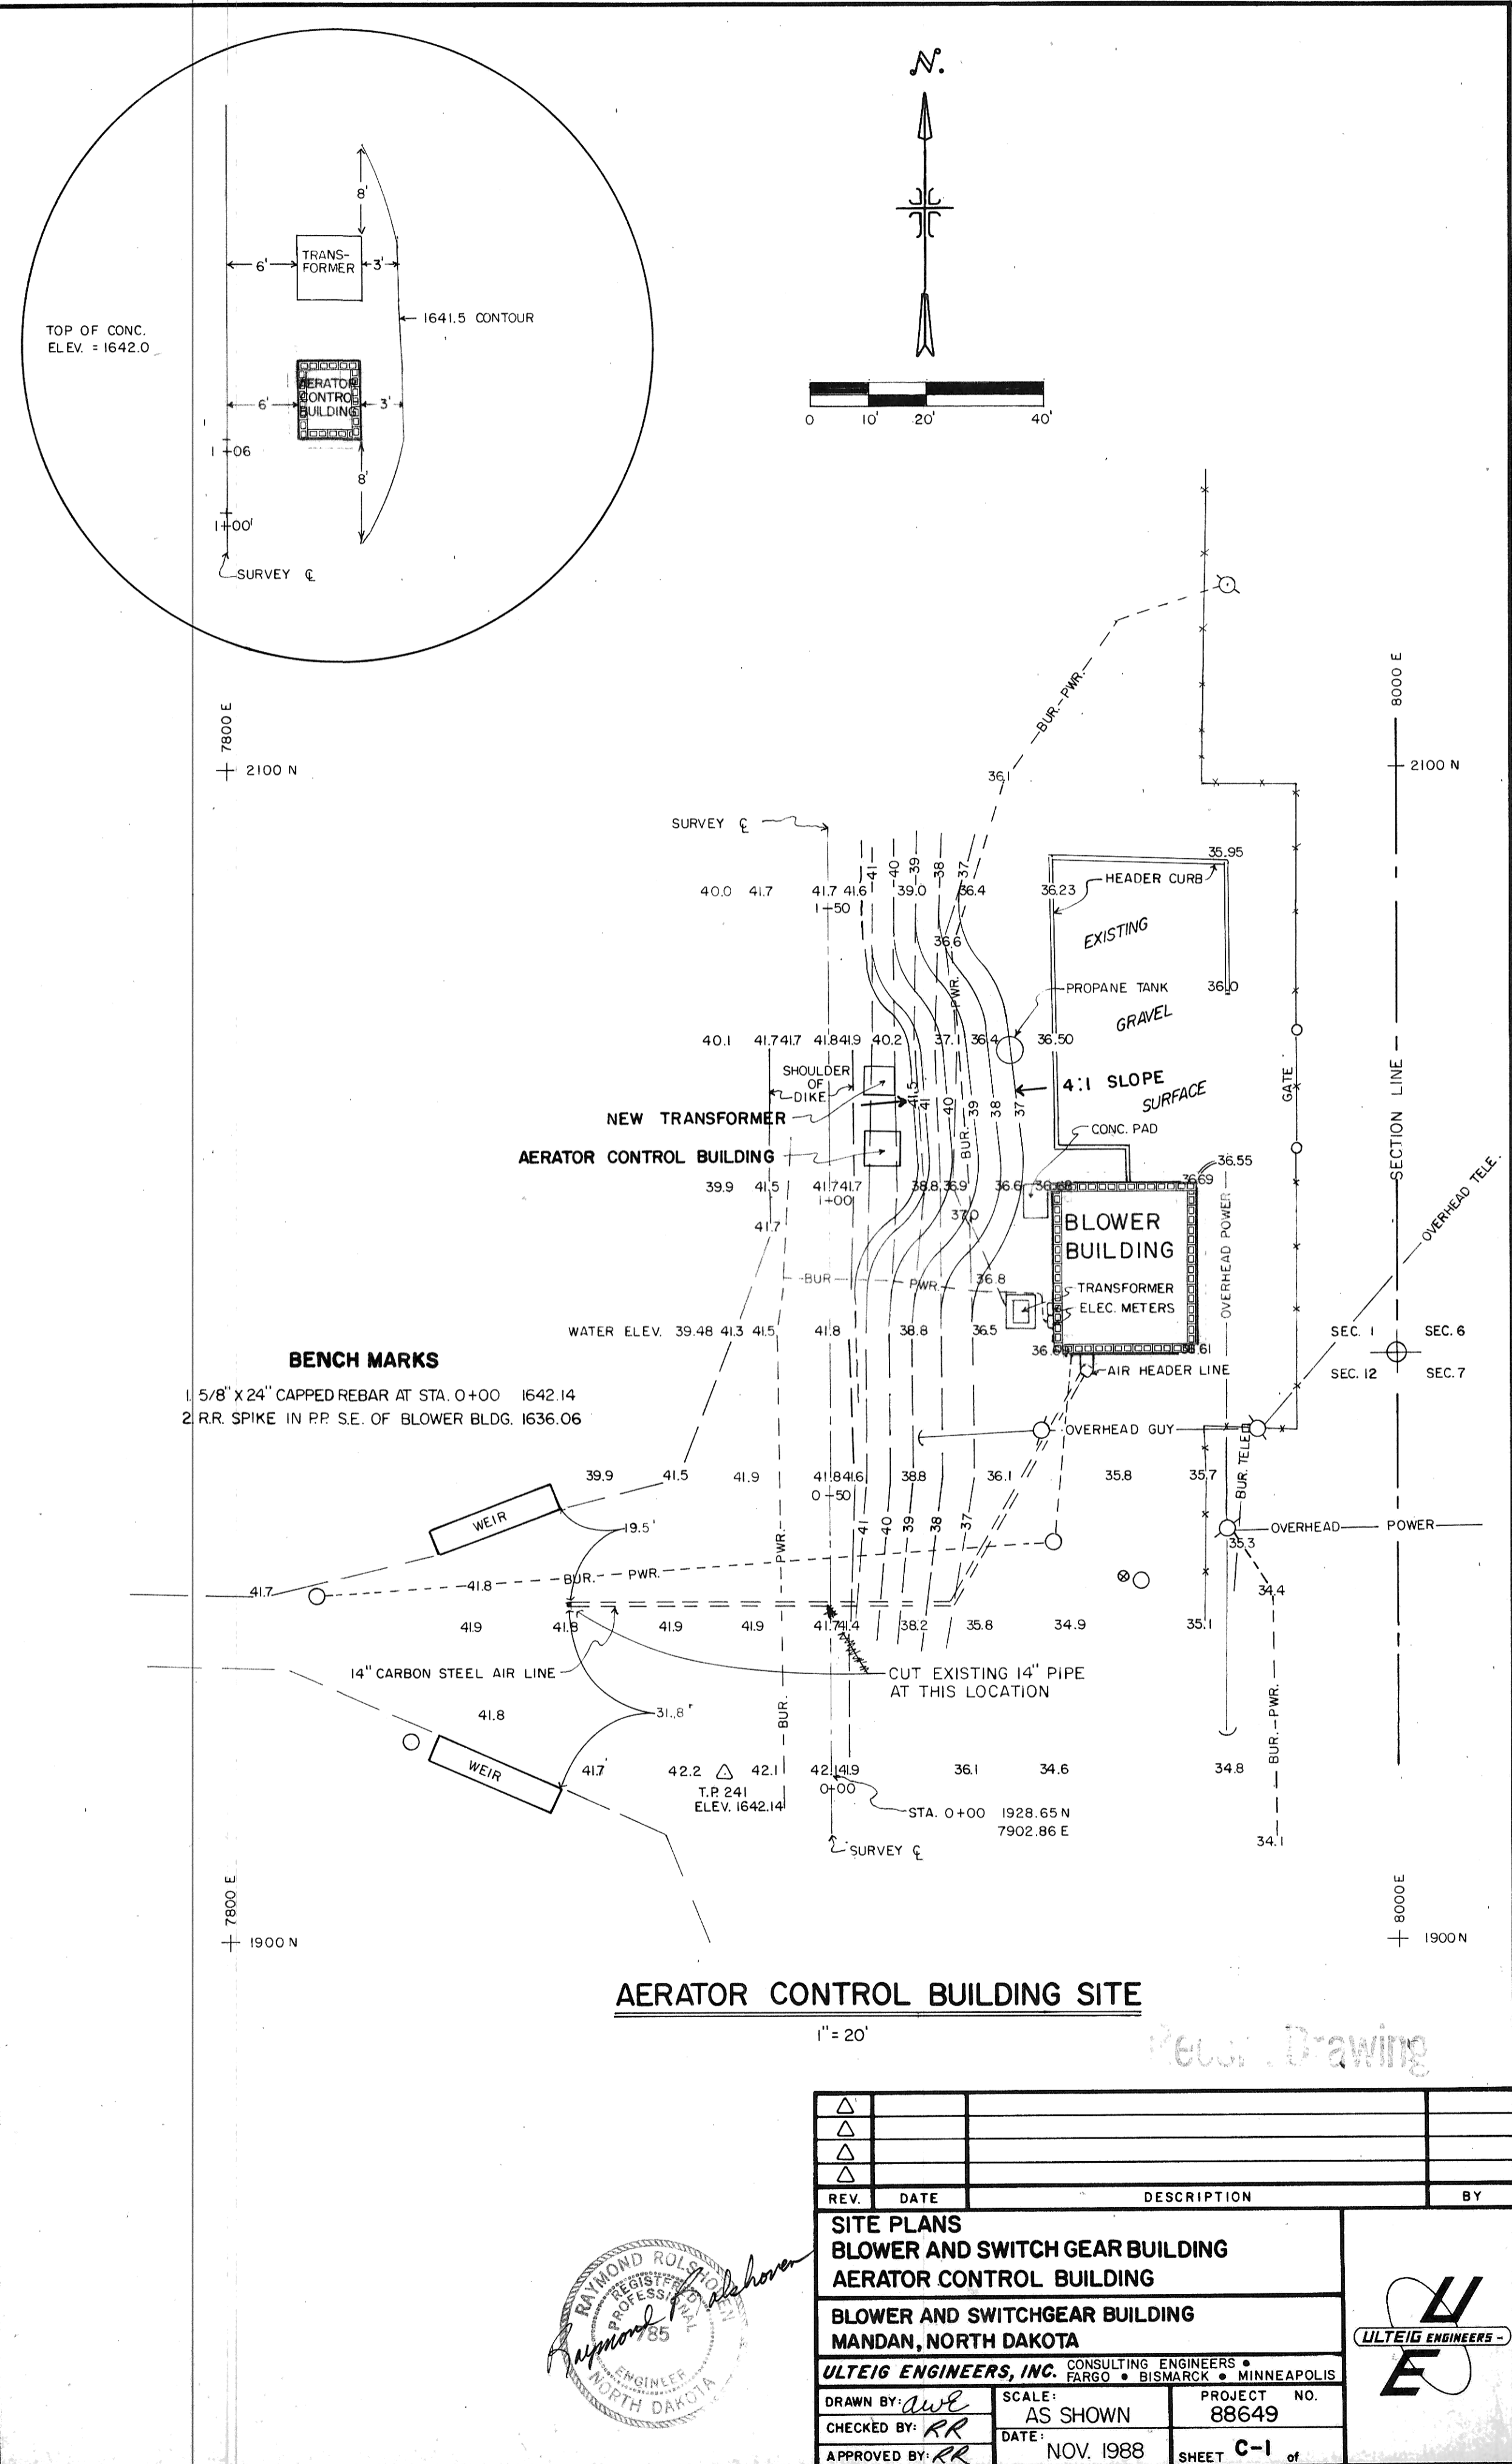 N.
0 10' 20' 40'
8'
TRANS-
FORMER
6' 3'
1641.5 CONTOUR
TOP OF CONC.
ELEV. = 1642.0
AERATOR
CONTROL
BUILDING
6' 3'
1+06
8'
1+00'
SURVEY ℄
7800 E
2100 N
8000 E
2100 N
BUR.-PWR.
36.1
SURVEY ℄
41 40 39 38 37
35.95
HEADER CURB
40.0 41.7 41.7 41.6 39.0 36.4 36.23
1+50
EXISTING
36.6
PWR.
PROPANE TANK
36.0
GRAVEL
40.1 41.7 41.7 41.8 41.9 40.2 37.1 36.4 36.50
SHOULDER
OF
DIKE
4:1 SLOPE
SURFACE
GATE
SECTION LINE
NEW TRANSFORMER
41.5 41 40 39 38 37
CONC. PAD
BUR.
AERATOR CONTROL BUILDING
36.55
36.69
OVERHEAD TELE.
39.9 41.5 41.7 41.7 38.8 36.9 36.6 36.68
1+00
41.7
37.0
BLOWER
BUILDING
OVERHEAD POWER
BUR PWR. 36.8
TRANSFORMER
ELEC. METERS
WATER ELEV. 39.48 41.3 41.5 41.8 38.8 36.5
SEC. 1 SEC. 6
36.61
SEC. 12 SEC. 7
AIR HEADER LINE
BENCH MARKS
1. 5/8" X 24" CAPPED REBAR AT STA. 0+00 1642.14
2. R.R. SPIKE IN P.P. S.E. OF BLOWER BLDG. 1636.06
OVERHEAD GUY
BUR. TELE
39.9 41.5 41.9 41.8 41.6 38.8 36.1 35.8 35.7
0+50
WEIR
19.5'
41 40 39 38 37
PWR.
OVERHEAD POWER
35.3
41.7 41.8 BUR. PWR.
34.4
41.9 41.8 41.9 41.9 41.7 41.4 38.2 35.8 34.9 35.1
14" CARBON STEEL AIR LINE
CUT EXISTING 14" PIPE
AT THIS LOCATION
41.8
31.8'
BUR.
BUR.-PWR.
WEIR
41.7' 42.2 42.1 42.1 41.9 36.1 34.6 34.8
T.P. 241
ELEV. 1642.14
0+00
STA. 0+00 1928.65 N
7902.86 E
34.1
SURVEY ℄
7800 E
1900 N
8000 E
1900 N
AERATOR CONTROL BUILDING SITE
1" = 20'
Drawing
REV. DATE DESCRIPTION BY
SITE PLANS
BLOWER AND SWITCH GEAR BUILDING
AERATOR CONTROL BUILDING
BLOWER AND SWITCHGEAR BUILDING
MANDAN, NORTH DAKOTA
ULTEIG ENGINEERS, INC. CONSULTING ENGINEERS •
FARGO • BISMARCK • MINNEAPOLIS
DRAWN BY: AWE
CHECKED BY: RR
APPROVED BY: RR
SCALE:
AS SHOWN
DATE:
NOV. 1988
PROJECT NO.
88649
SHEET C-1 of
U
ULTEIG ENGINEERS
E
RAYMOND ROLSHOVEN
REGISTERED
PROFESSIONAL
785
ENGINEER
NORTH DAKOTA
Raymond Rolshoven